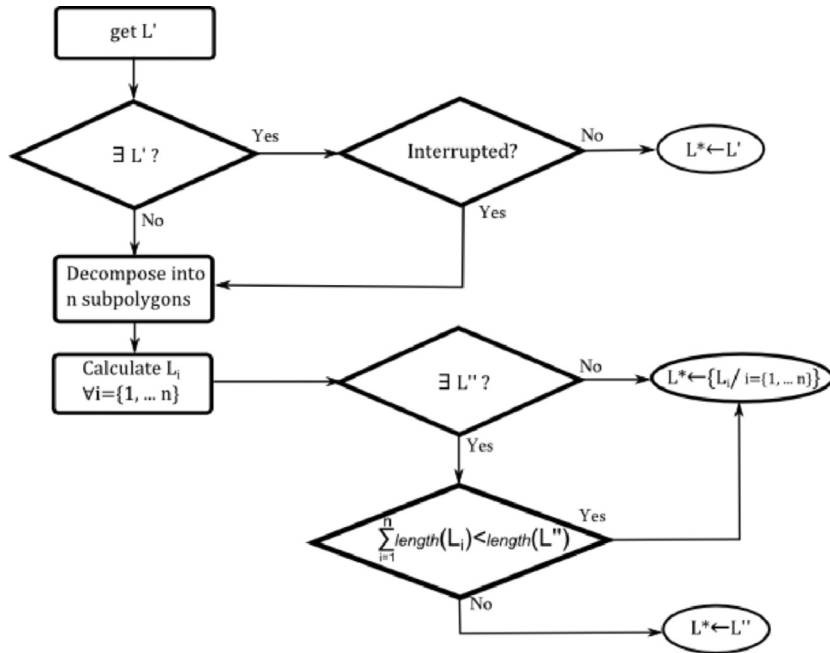 get L'
∃ L' ?
Yes
Interrupted?
No
L*←L'
No
Yes
Decompose into
n subpolygons
Calculate Lᵢ
∀i={1, ... n}
∃ L'' ?
No
L*←{Lᵢ/ i={1, ... n}}
Yes
n
∑length(Lᵢ)<length(L'')
i=1
Yes
No
L*←L''